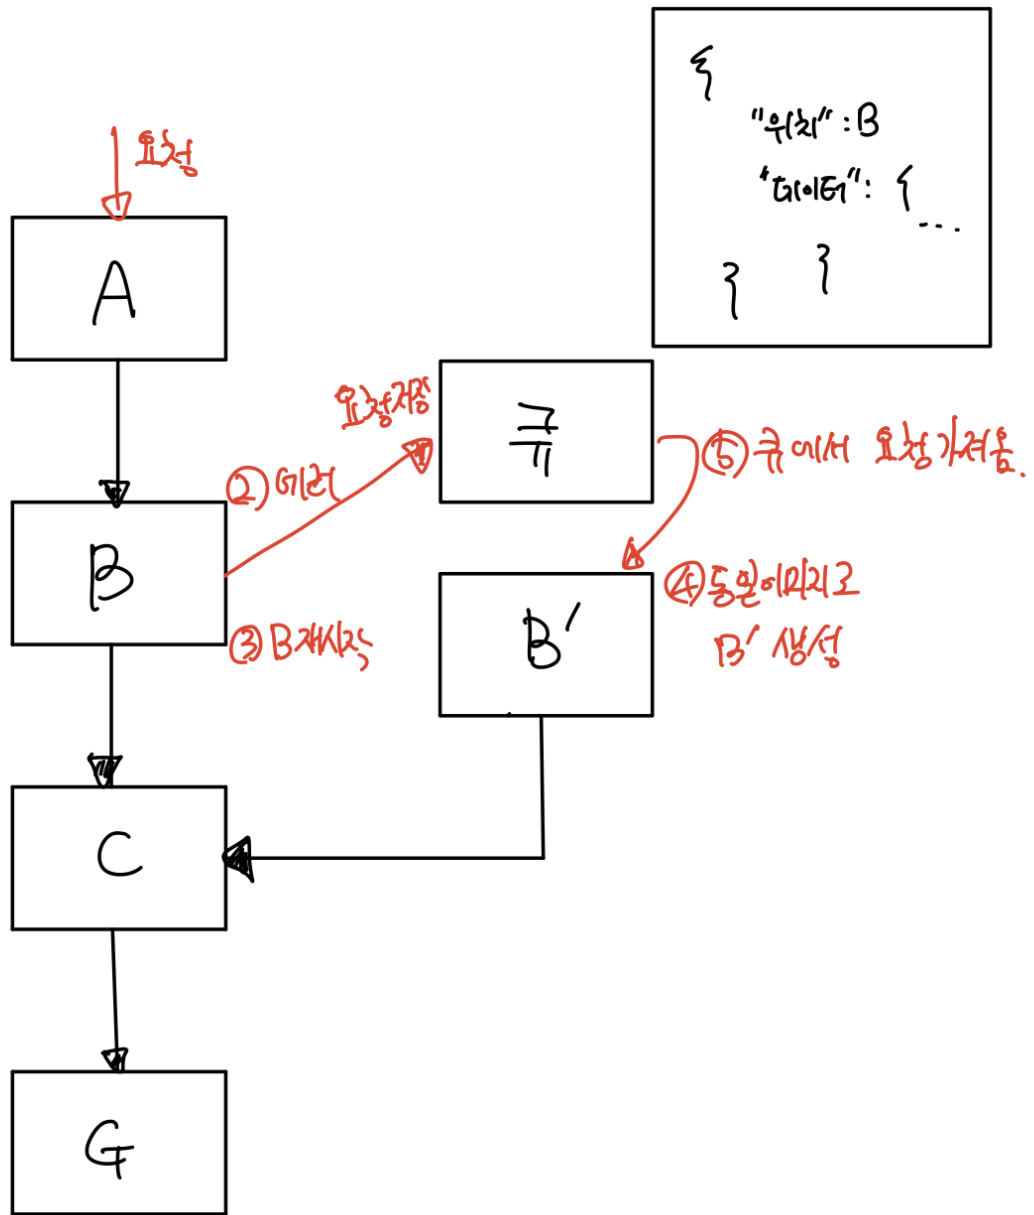 {
"위치" : B
"데이터" : {
...
}
}
요청
A
요청저장
큐
⑤ 큐에서 요청가져옴.
② 에러
B
③ B재시작
④ 동일이미지로
B' 생성
B'
C
G